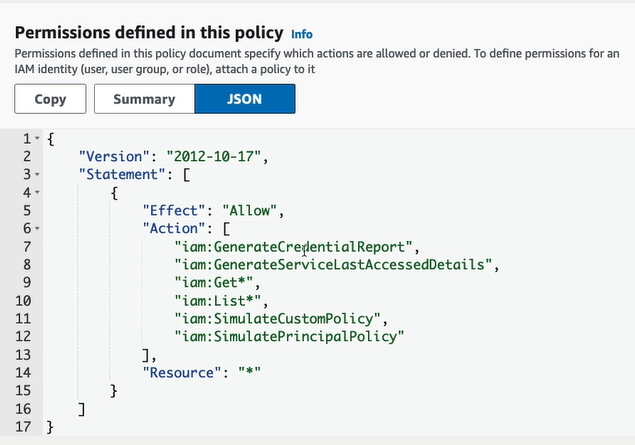 Permissions defined in this policy Info
Permissions defined in this policy document specify which actions are allowed or denied. To define permissions for an
IAM identity (user, user group, or role), attach a policy to it
Copy Summary JSON
1 {
2 "Version": "2012-10-17",
3 "Statement": [
4 {
5 "Effect": "Allow",
6 "Action": [
7 "iam:GenerateCredentialReport",
8 "iam:GenerateServiceLastAccessedDetails",
9 "iam:Get*",
10 "iam:List*",
11 "iam:SimulateCustomPolicy",
12 "iam:SimulatePrincipalPolicy"
13 ],
14 "Resource": "*"
15 }
16 ]
17 }